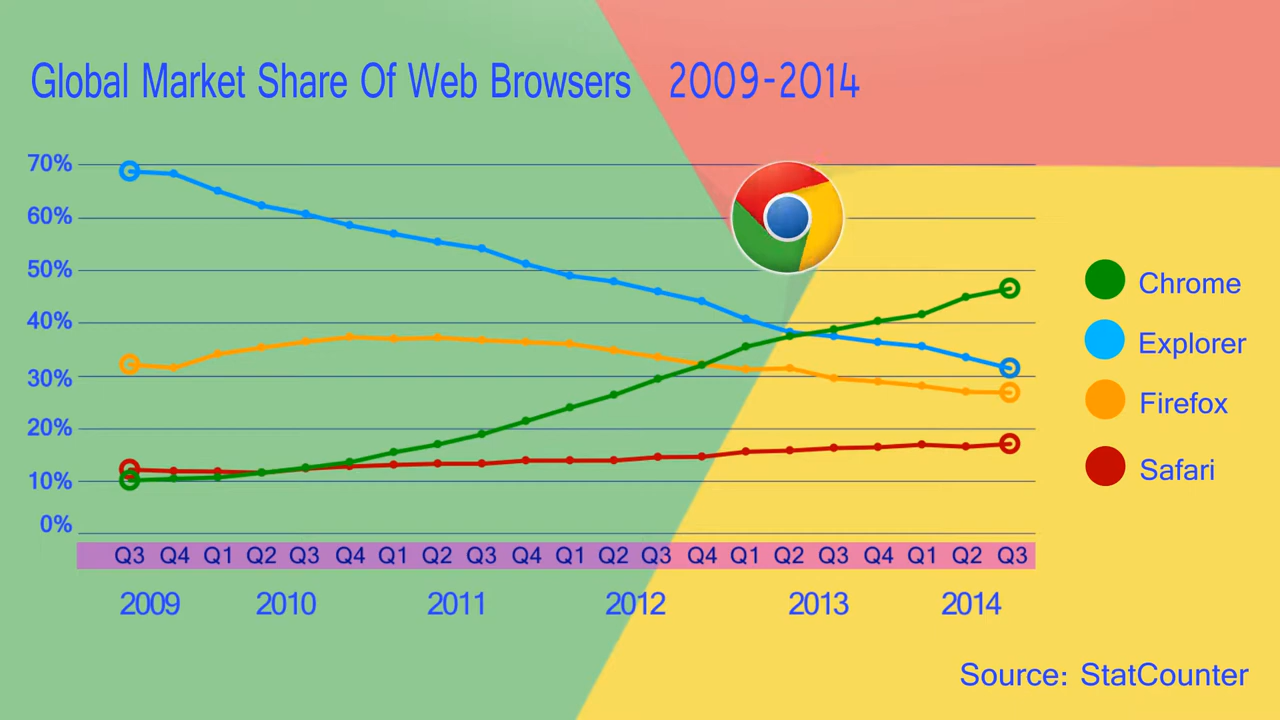 Global Market Share Of Web Browsers 2009-2014
70%
60%
50%
40%
30%
20%
10%
0%
Chrome
Explorer
Firefox
Safari
Q3 Q4 Q1 Q2 Q3 Q4 Q1 Q2 Q3 Q4 Q1 Q2 Q3 Q4 Q1 Q2 Q3 Q4 Q1 Q2 Q3
2009 2010 2011 2012 2013 2014
Source: StatCounter